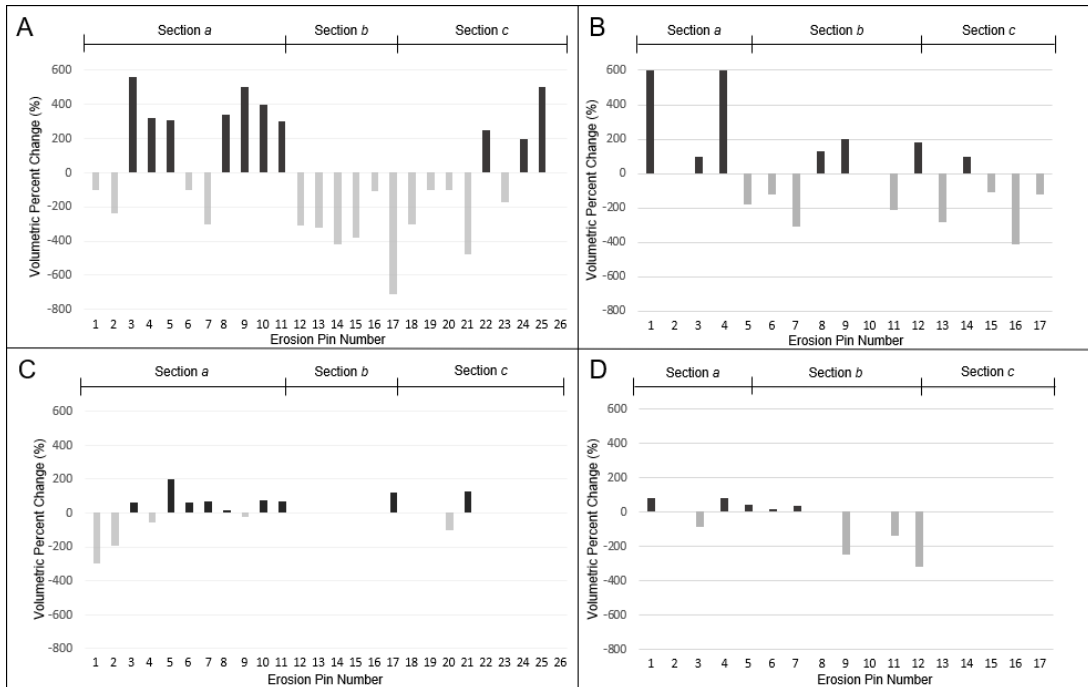 A
Section a Section b Section c
Volumetric Percent Change (%)
600
400
200
0
-200
-400
-600
-800
1 2 3 4 5 6 7 8 9 10 11 12 13 14 15 16 17 18 19 20 21 22 23 24 25 26
Erosion Pin Number
B
Section a Section b Section c
Volumetric Percent Change (%)
600
400
200
0
-200
-400
-600
-800
1 2 3 4 5 6 7 8 9 10 11 12 13 14 15 16 17
Erosion Pin Number
C
Section a Section b Section c
Volumetric Percent Change (%)
600
400
200
0
-200
-400
-600
-800
1 2 3 4 5 6 7 8 9 10 11 12 13 14 15 16 17 18 19 20 21 22 23 24 25 26
Erosion Pin Number
D
Section a Section b Section c
Volumetric Percent Change (%)
600
400
200
0
-200
-400
-600
-800
1 2 3 4 5 6 7 8 9 10 11 12 13 14 15 16 17
Erosion Pin Number